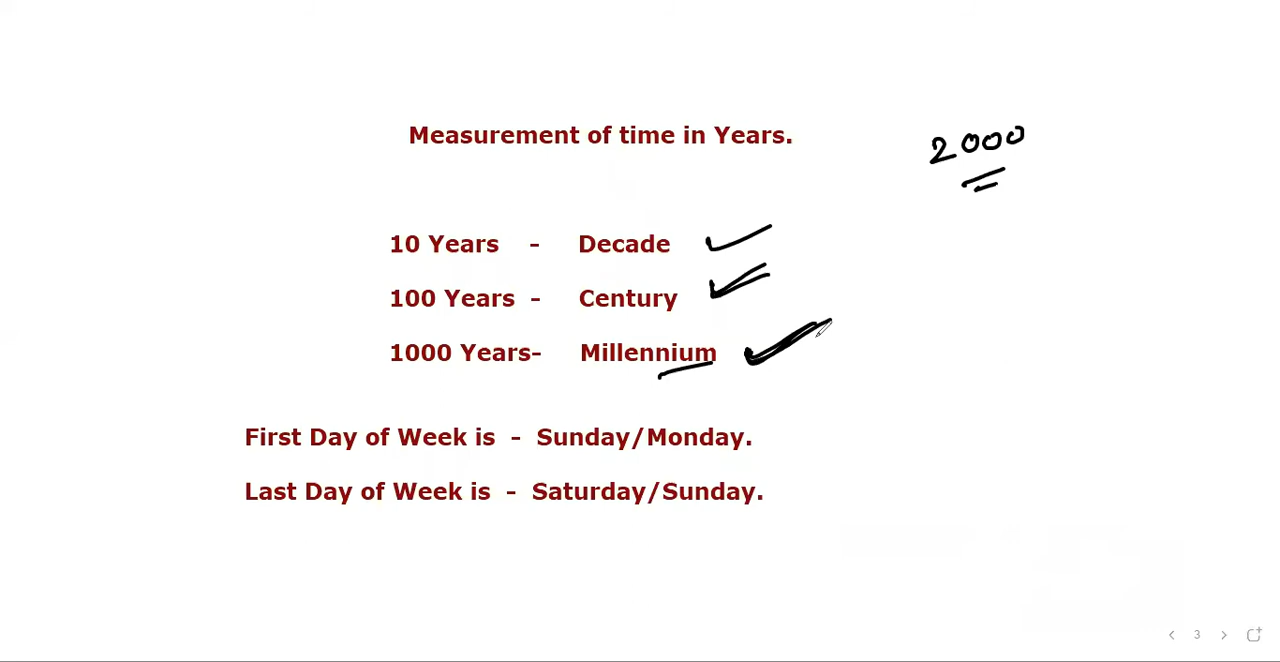 Measurement of time in Years.
2000
10 Years - Decade
100 Years - Century
1000 Years- Millennium
First Day of Week is - Sunday/Monday.
Last Day of Week is - Saturday/Sunday.
3